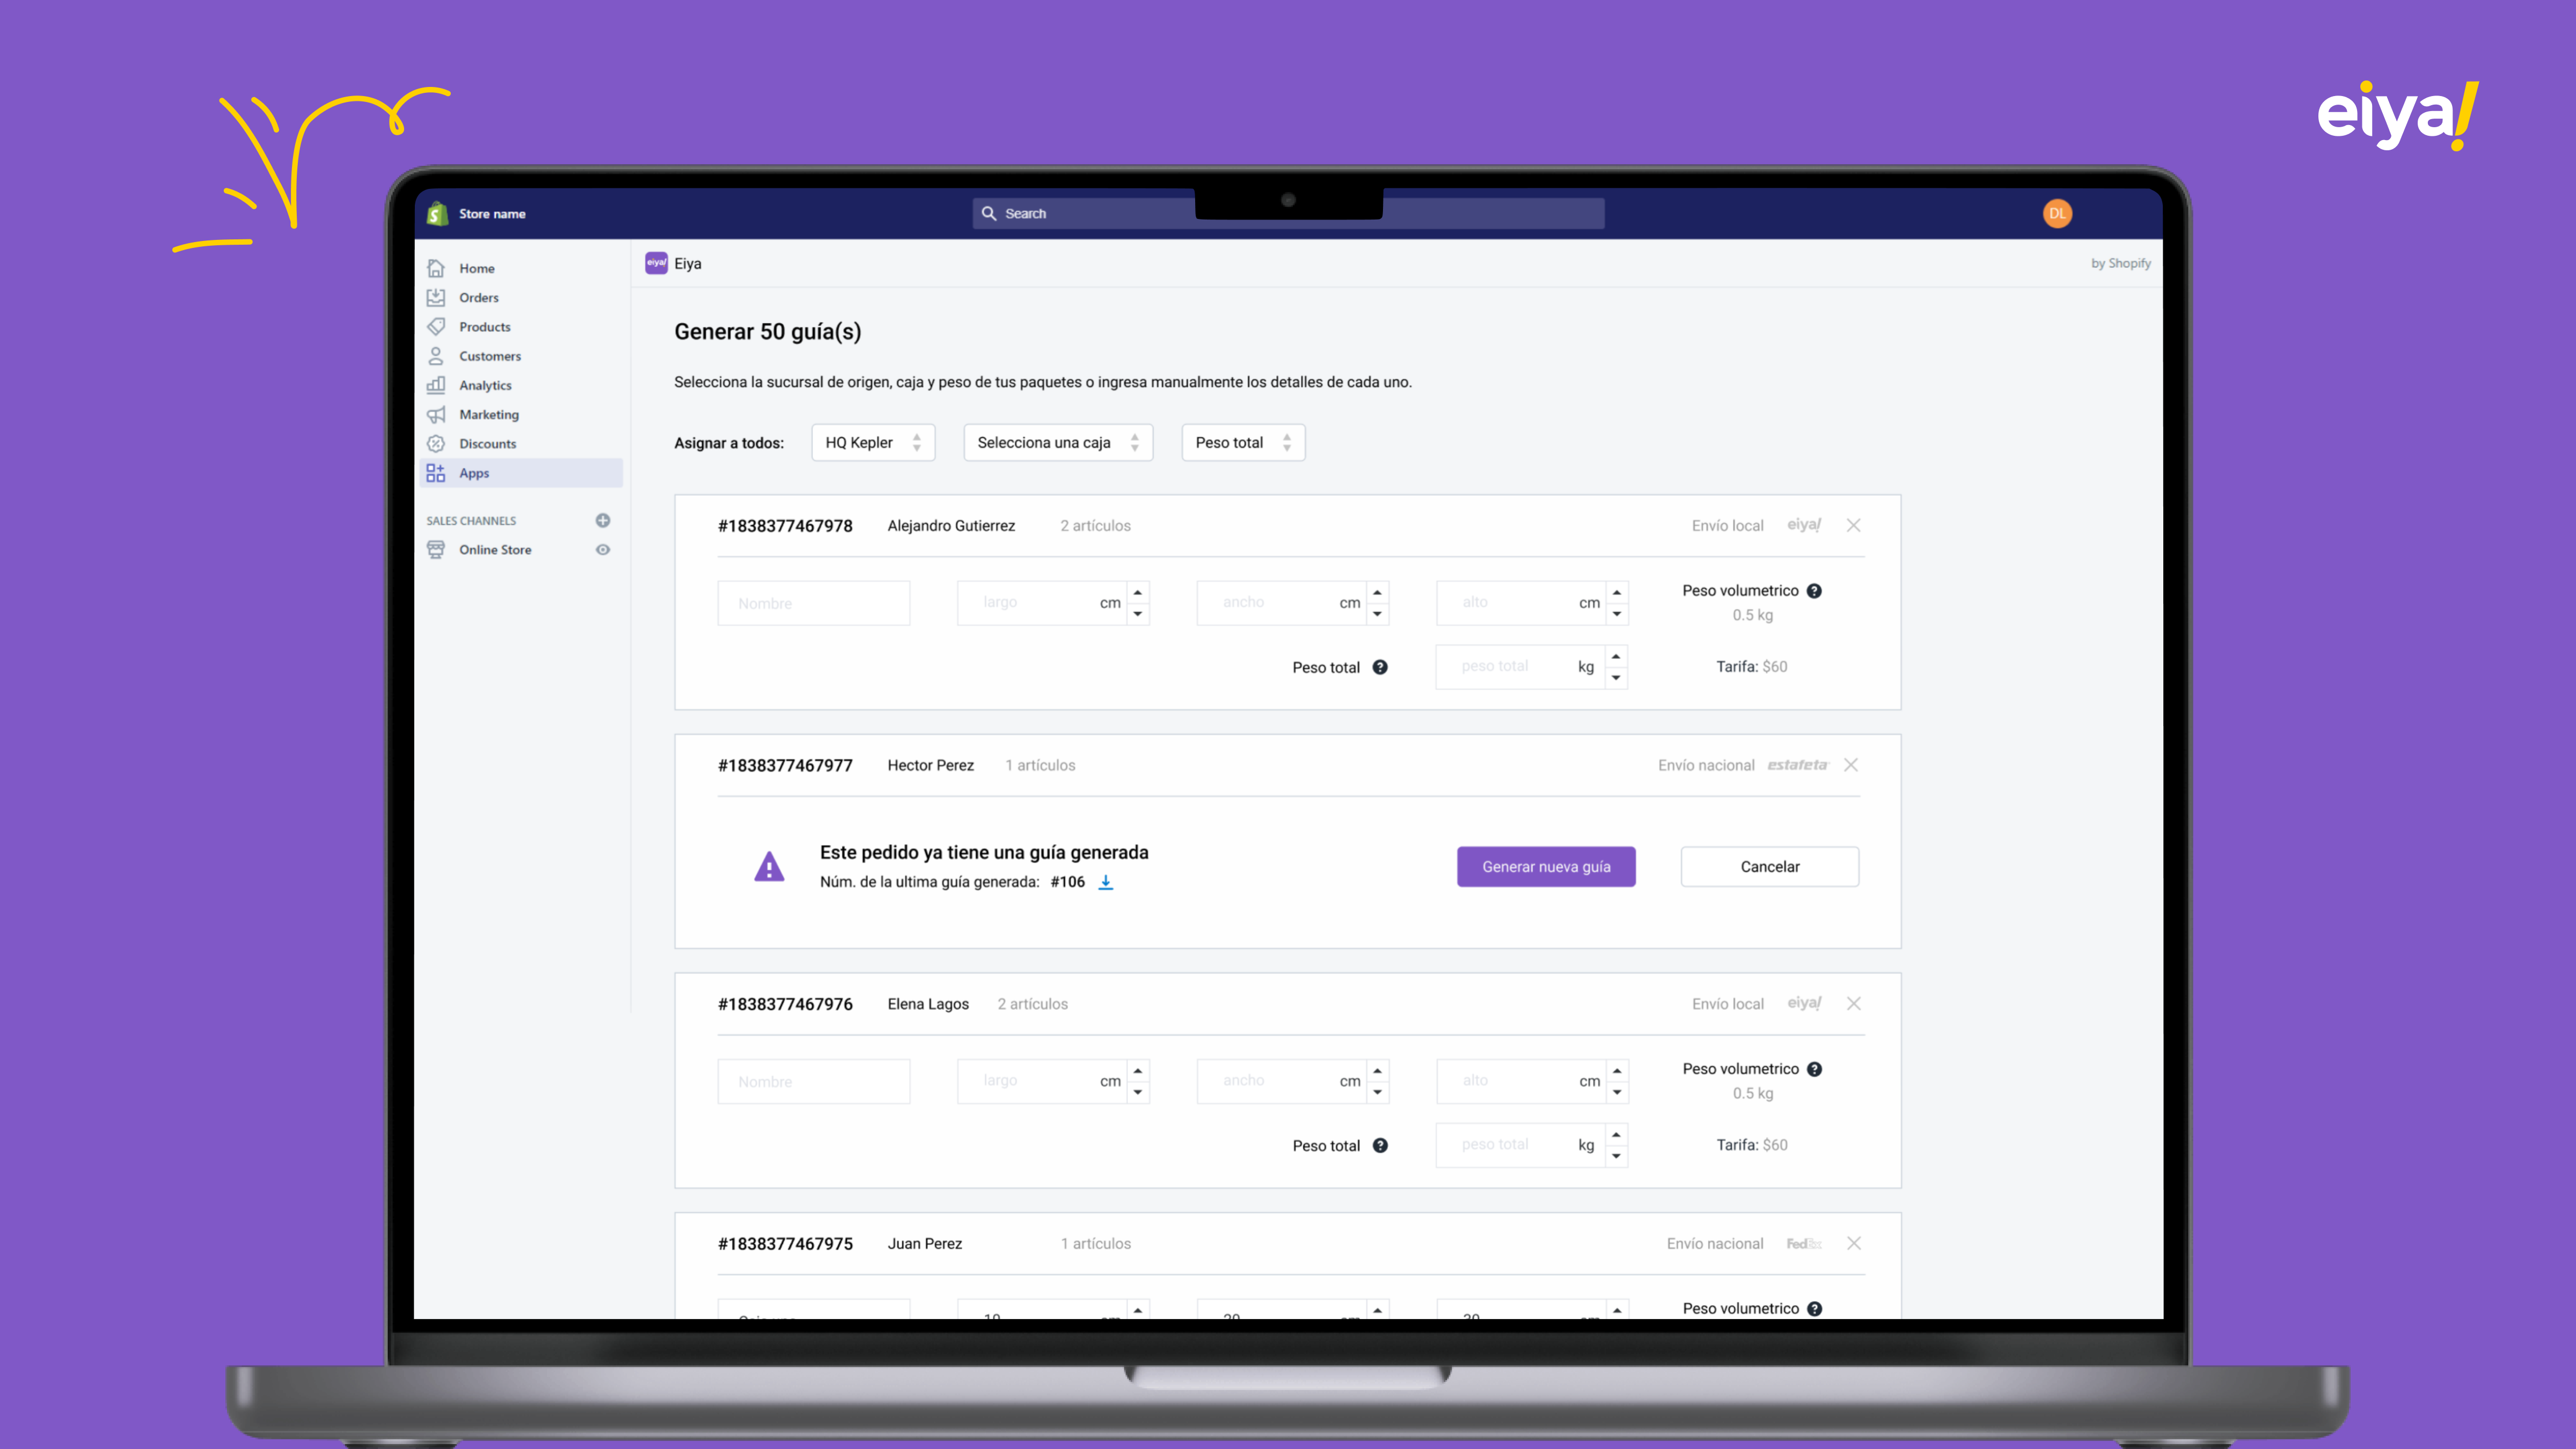 eiya!
Store name
Search
DL
Home
Orders
Products
Customers
Analytics
Marketing
Discounts
Apps
SALES CHANNELS
Online Store
eiya! Eiya
by Shopify
Generar 50 guía(s)
Selecciona la sucursal de origen, caja y peso de tus paquetes o ingresa manualmente los detalles de cada uno.
Asignar a todos: HQ Kepler Selecciona una caja Peso total
#1838377467978 Alejandro Gutierrez 2 artículos Envío local eiya!
Nombre largo cm ancho cm alto cm Peso volumetrico
0.5 kg
Peso total peso total kg Tarifa: $60
#1838377467977 Hector Perez 1 artículos Envío nacional estafeta
Este pedido ya tiene una guía generada
Núm. de la ultima guía generada: #106
Generar nueva guía Cancelar
#1838377467976 Elena Lagos 2 artículos Envío local eiya!
Nombre largo cm ancho cm alto cm Peso volumetrico
0.5 kg
Peso total peso total kg Tarifa: $60
#1838377467975 Juan Perez 1 artículos Envío nacional FedEx
Peso volumetrico